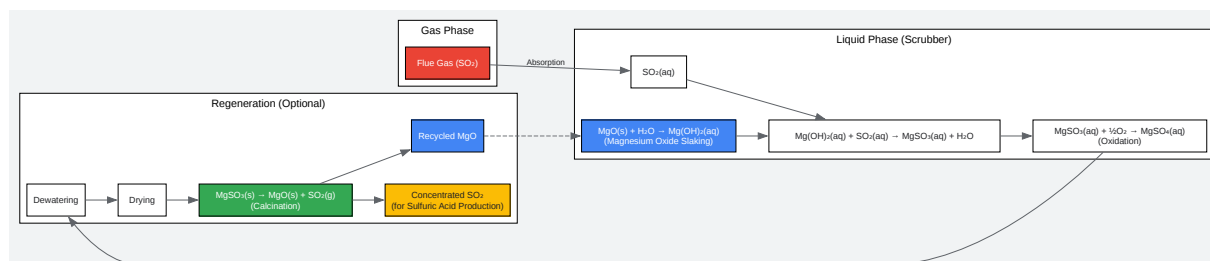 Gas Phase
Flue Gas (SO₂)
Absorption
Liquid Phase (Scrubber)
SO₂(aq)
MgO(s) + H₂O → Mg(OH)₂(aq)
(Magnesium Oxide Slaking)
Mg(OH)₂(aq) + SO₂(aq) → MgSO₃(aq) + H₂O
MgSO₃(aq) + ½O₂ → MgSO₄(aq)
(Oxidation)
Regeneration (Optional)
Recycled MgO
Dewatering
Drying
MgSO₃(s) → MgO(s) + SO₂(g)
(Calcination)
Concentrated SO₂
(for Sulfuric Acid Production)